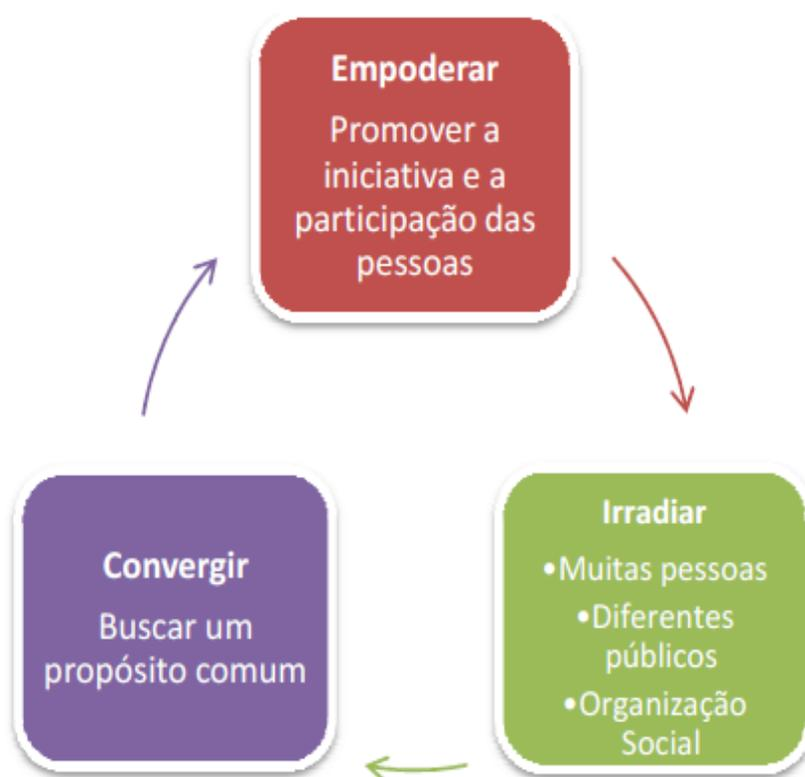 Empoderar
Promover a
iniciativa e a
participação das
pessoas
Convergir
Buscar um
propósito comum
Irradiar
•Muitas pessoas
•Diferentes
públicos
•Organização
Social